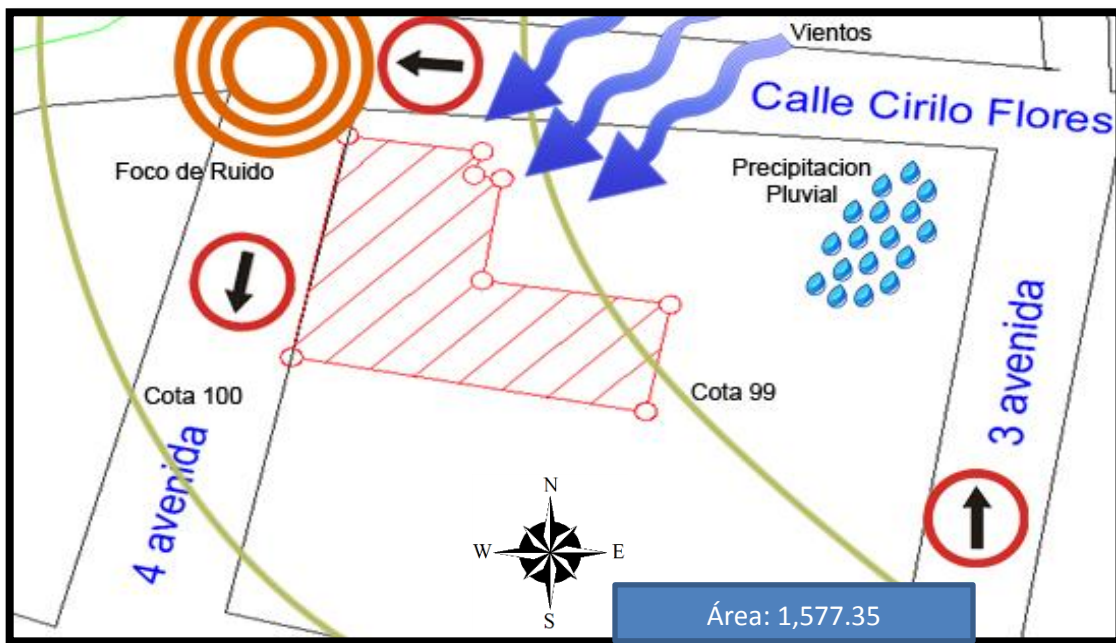 Vientos
Calle Cirilo Flores
Foco de Ruido
Precipitacion
Pluvial
Cota 100
Cota 99
4 avenida
3 avenida
N
W
E
S
Área: 1,577.35